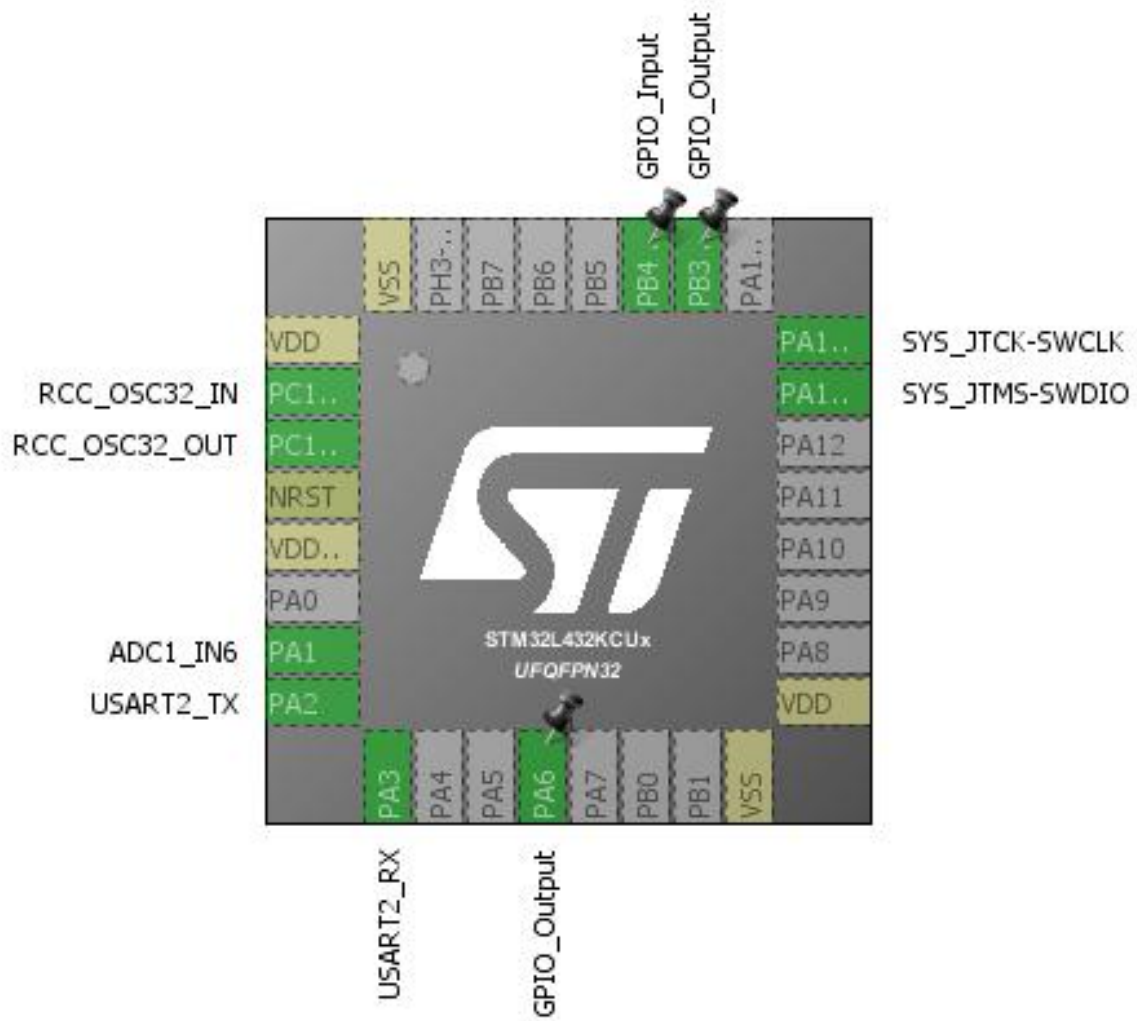 GPIO_Input
GPIO_Output
VSS
PH3-..
PB7
PB6
PB5
PB4..
PB3..
PA1..
VDD
PA1.. SYS_JTCK-SWCLK
RCC_OSC32_IN PC1..
PA1.. SYS_JTMS-SWDIO
RCC_OSC32_OUT PC1..
PA12
NRST
PA11
VDD..
PA10
PA0
PA9
ADC1_IN6 PA1
PA8
USART2_TX PA2
VDD
ST
STM32L432KCUx
UFQFPN32
PA3
PA4
PA5
PA6
PA7
PB0
PB1
VSS
USART2_RX
GPIO_Output